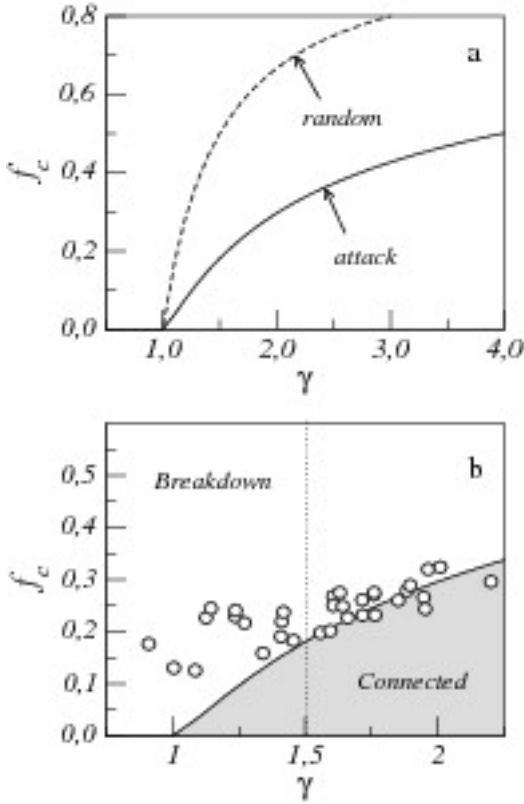 0,8
a
0,6
random
f_c
0,4
0,2
attack
0,0
1,0 2,0 3,0 4,0
γ
b
0,5
Breakdown
0,4
f_c
0,3
0,2
0,1
Connected
0,0
1 1,5 2
γ